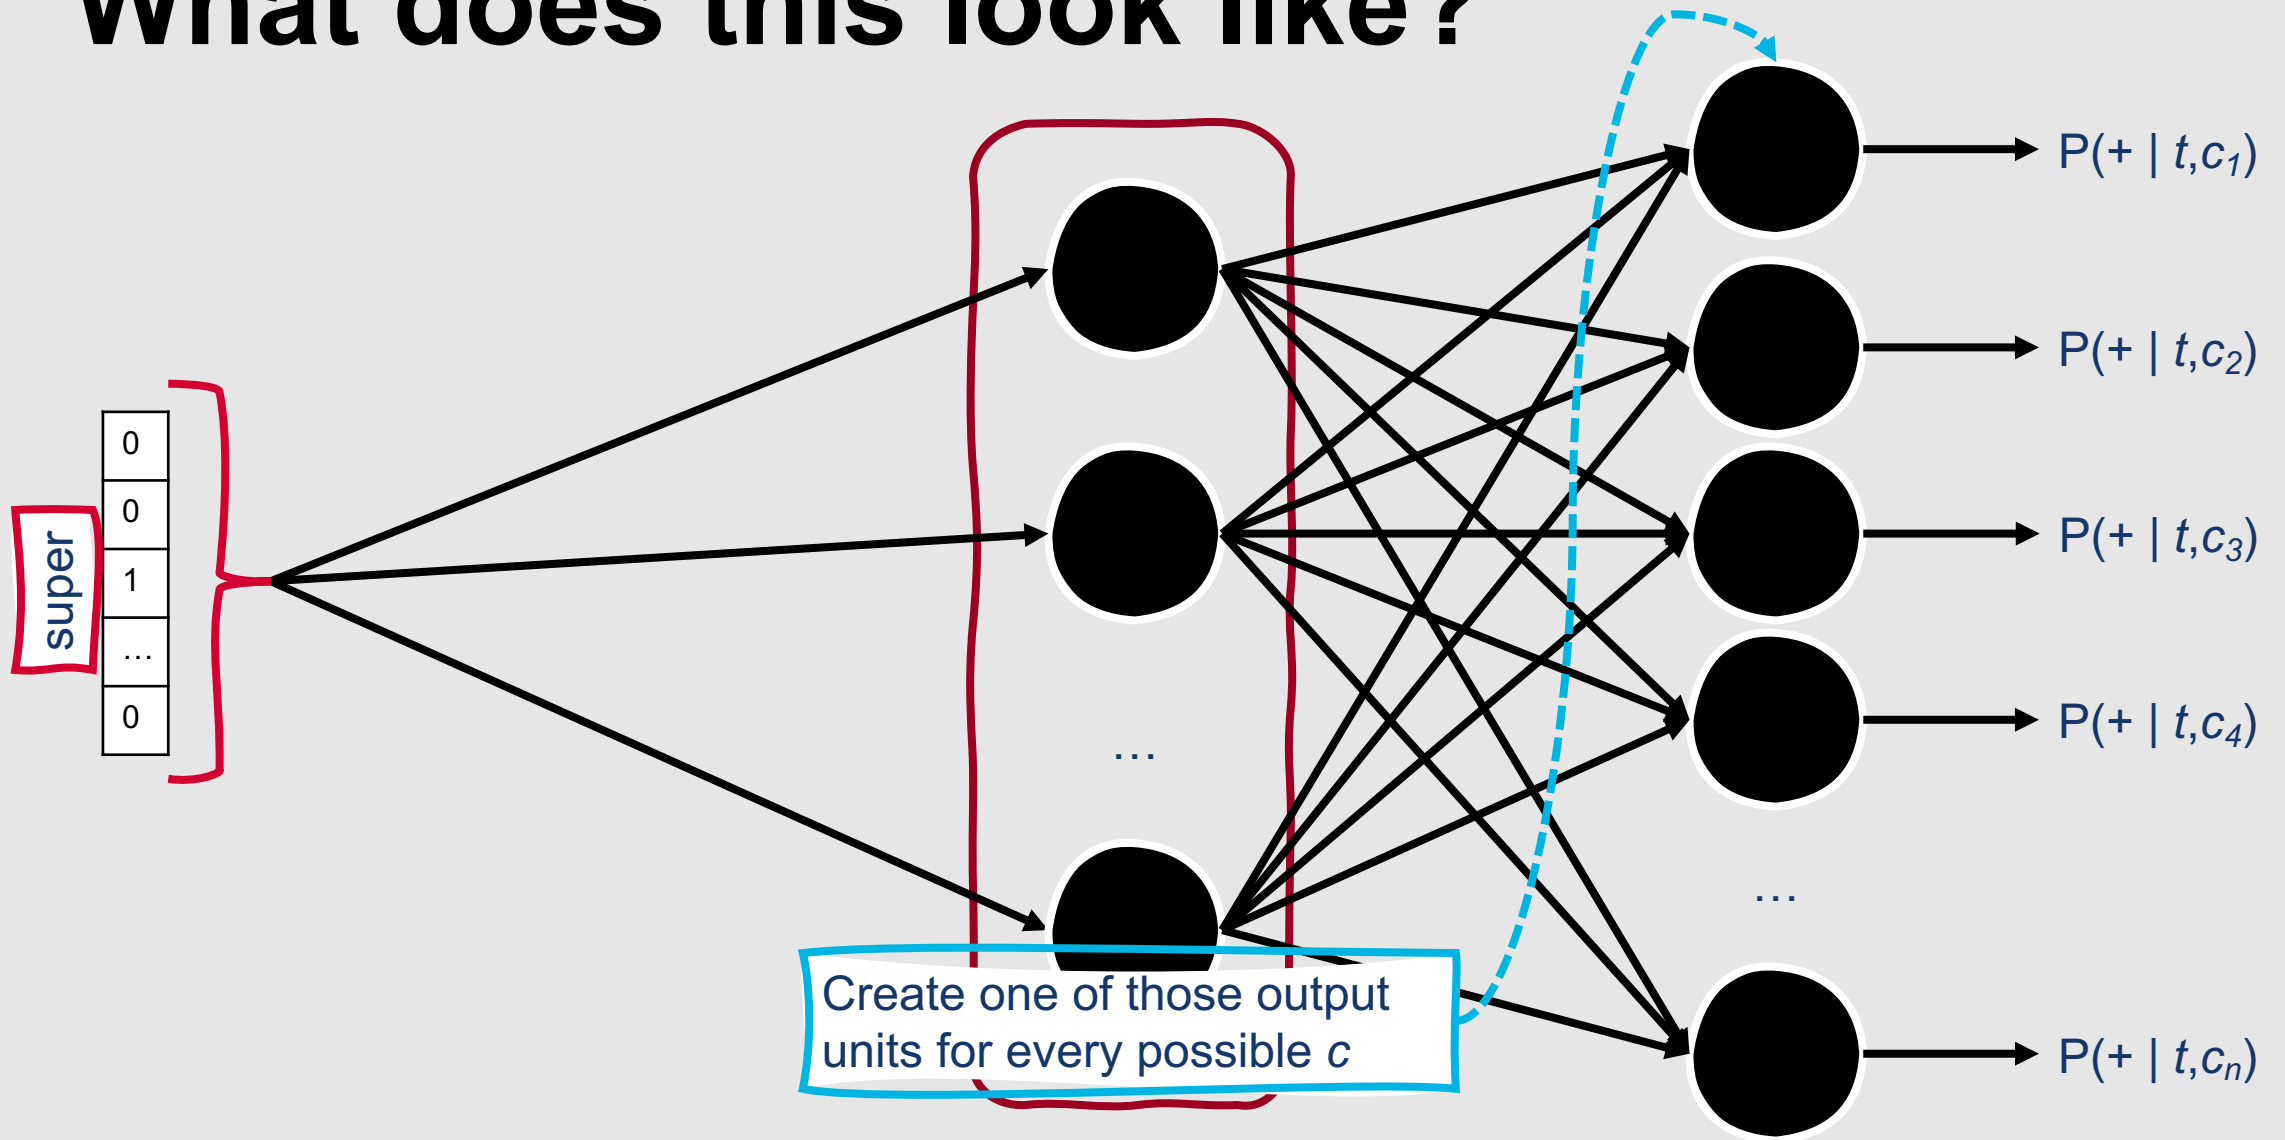 What does this look like?
super
0
0
1
…
0
…
Create one of those output
units for every possible c
P(+ | t,c1)
P(+ | t,c2)
P(+ | t,c3)
P(+ | t,c4)
…
P(+ | t,cn)